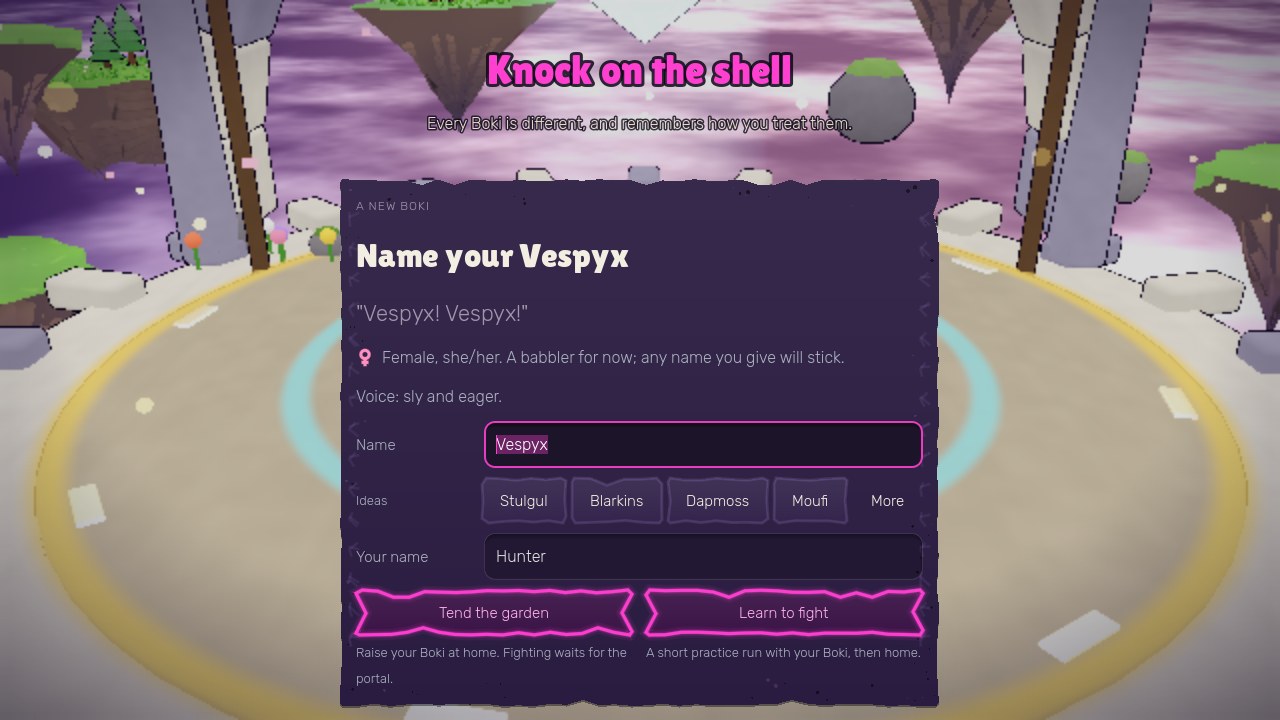 Knock on the shell
Every Boki is different, and remembers how you treat them.
A NEW BOKI
Name your Vespyx
"Vespyx! Vespyx!"
Female, she/her. A babbler for now; any name you give will stick.
Voice: sly and eager.
Name
Vespyx
Ideas
Stulgul
Blarkins
Dapmoss
Moufi
More
Your name
Hunter
Tend the garden
Learn to fight
Raise your Boki at home. Fighting waits for the
portal.
A short practice run with your Boki, then home.